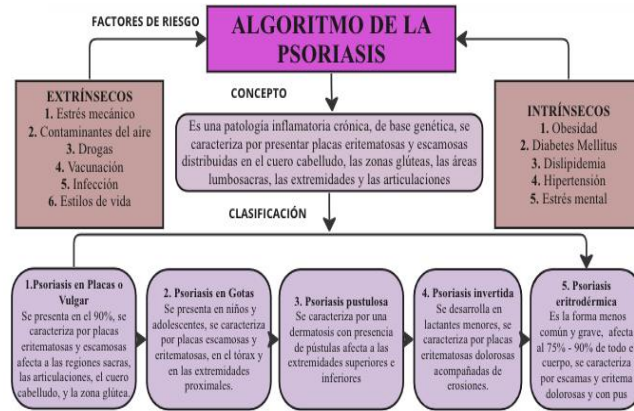 FACTORES DE RIESGO
ALGORITMO DE LA
PSORIASIS
EXTRÍNSECOS
1. Estrés mecánico
2. Contaminantes del aire
3. Drogas
4. Vacunación
5. Infección
6. Estilos de vida
CONCEPTO
Es una patología inflamatoria crónica, de base genética, se
caracteriza por presentar placas eritematosas y escamosas
distribuidas en el cuero cabelludo, las zonas glúteas, las áreas
lumbosacras, las extremidades y las articulaciones
INTRÍNSECOS
1. Obesidad
2. Diabetes Mellitus
3. Dislipidemia
4. Hipertensión
5. Estrés mental
CLASIFICACIÓN
1.Psoriasis en Placas o
Vulgar
Se presenta en el 90%, se
caracteriza por placas
eritematosas y escamosas
afecta a las regiones sacras,
las articulaciones, el cuero
cabelludo, y la zona glútea.
2. Psoriasis en Gotas
Se presenta en niños y
adolescentes, se caracteriza
por placas escamosas y
eritematosas, en el tórax y
en las extremidades
proximales.
3. Psoriasis pustulosa
Se caracteriza por una
dermatosis con presencia
de pústulas afecta a las
extremidades superiores e
inferiores
4. Psoriasis invertida
Se desarrolla en
lactantes menores, se
caracteriza por placas
eritematosas dolorosas
acompañadas de
erosiones.
5. Psoriasis
eritrodérmica
Es la forma menos
común y grave, afecta
al 75% - 90% de todo el
cuerpo, se caracteriza
por escamas y eritema
dolorosas y con pus